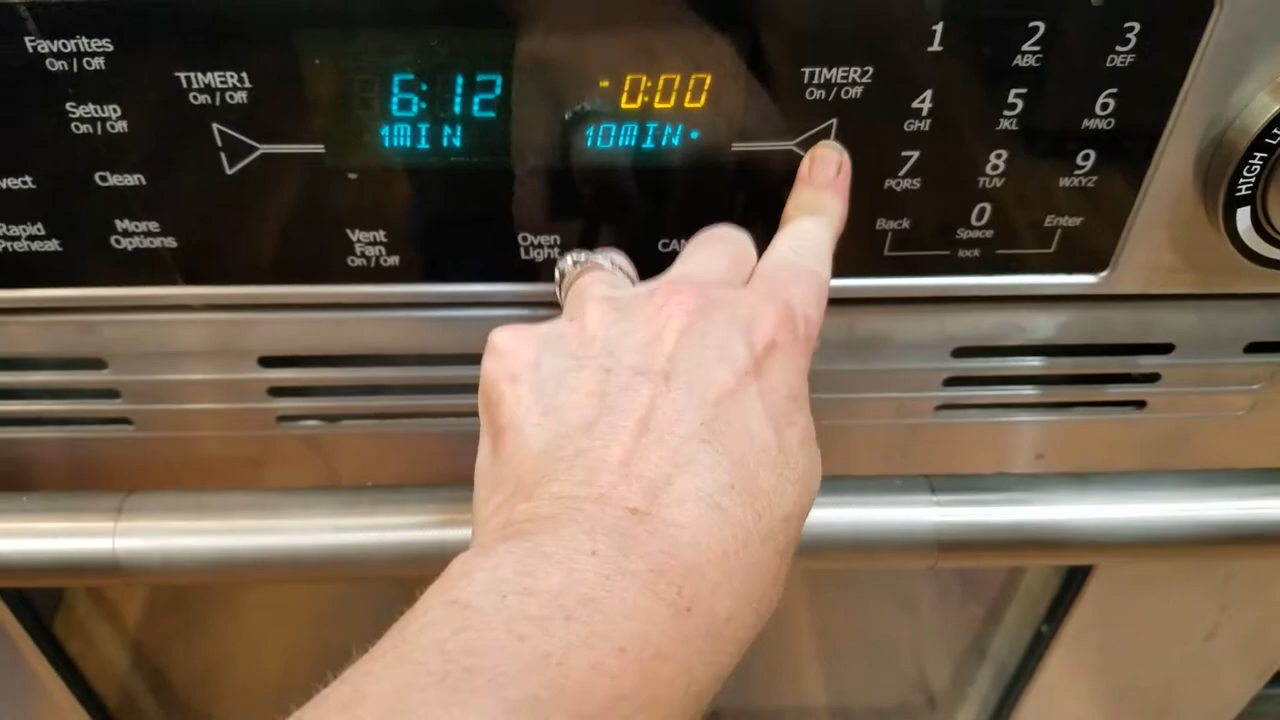 Favorites
On / Off
Setup
On / Off
Clean
Rapid
Preheat
More
Options
TIMER1
On / Off
6:12
1MIN
-0:00
10MIN•
TIMER2
On / Off
Vent
Fan
On / Off
Oven
Light
1
2
ABC
3
DEF
4
GHI
5
JKL
6
MNO
7
PQRS
8
TUV
9
WXYZ
Back
0
Space
Enter
lock
HIGH